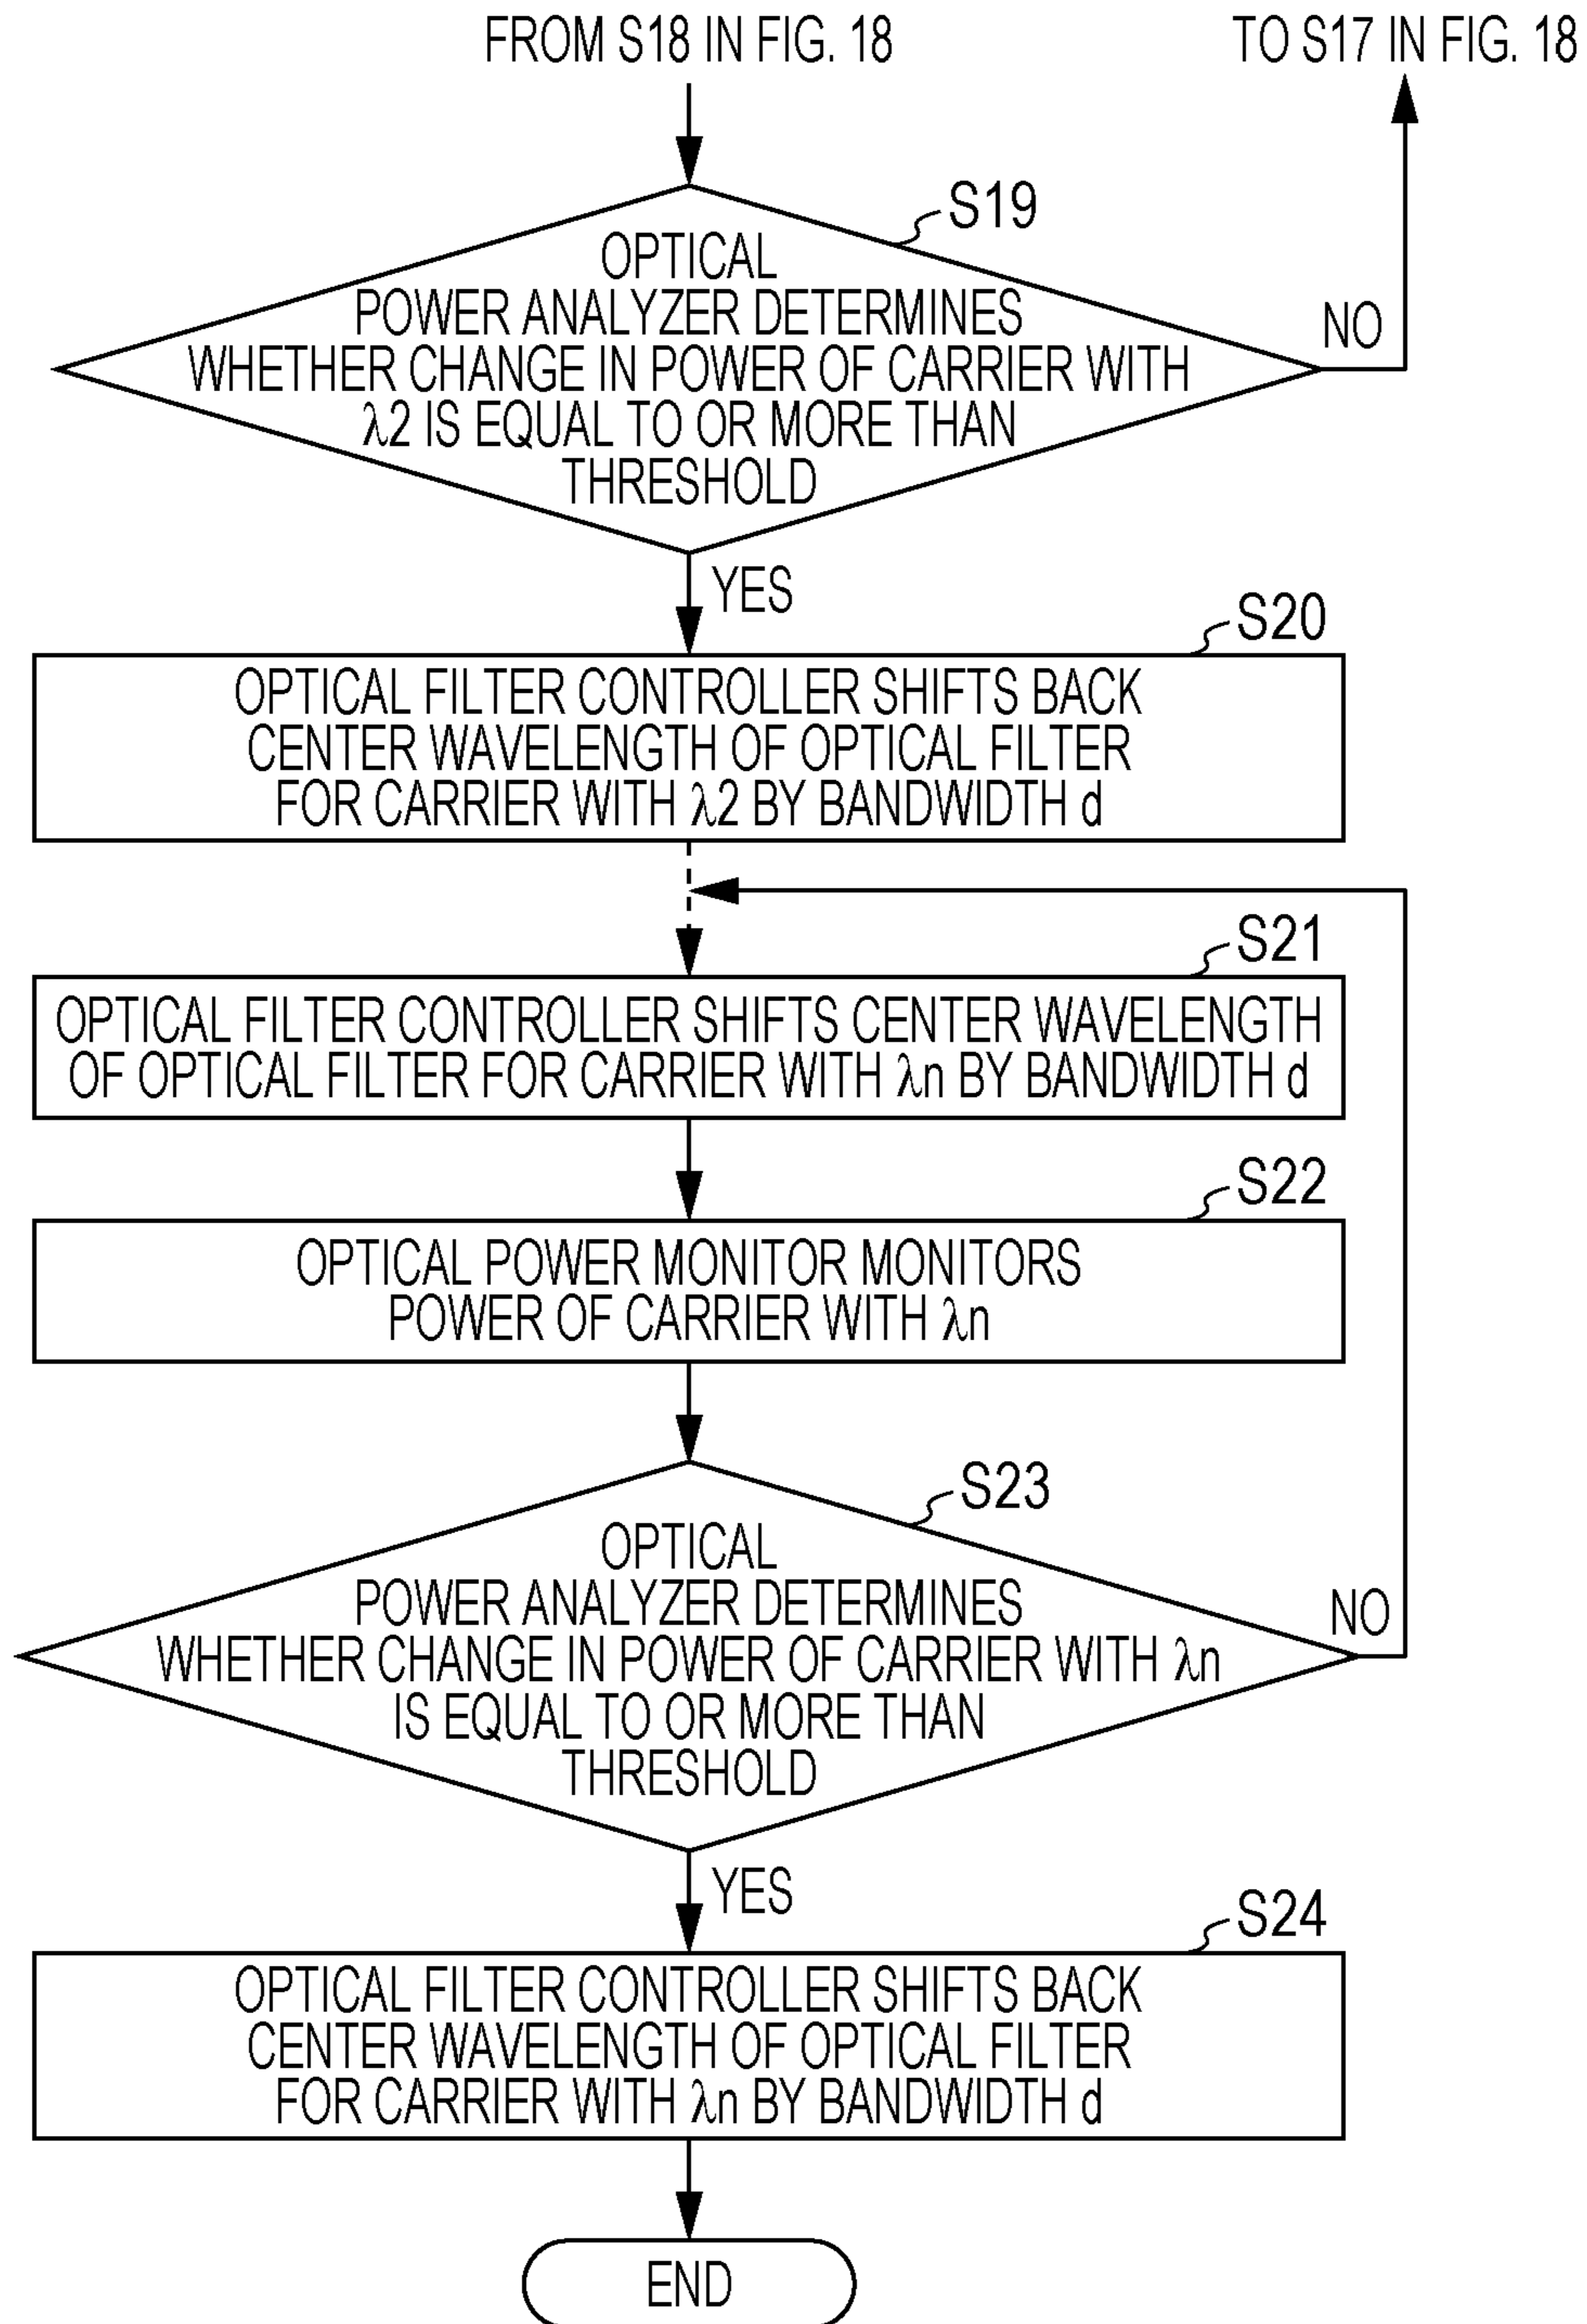 FROM S18 IN FIG. 18
TO S17 IN FIG. 18
S19
OPTICAL
POWER ANALYZER DETERMINES
WHETHER CHANGE IN POWER OF CARRIER WITH
λ2 IS EQUAL TO OR MORE THAN
THRESHOLD
NO
YES
S20
OPTICAL FILTER CONTROLLER SHIFTS BACK
CENTER WAVELENGTH OF OPTICAL FILTER
FOR CARRIER WITH λ2 BY BANDWIDTH d
S21
OPTICAL FILTER CONTROLLER SHIFTS CENTER WAVELENGTH
OF OPTICAL FILTER FOR CARRIER WITH λn BY BANDWIDTH d
S22
OPTICAL POWER MONITOR MONITORS
POWER OF CARRIER WITH λn
S23
OPTICAL
POWER ANALYZER DETERMINES
WHETHER CHANGE IN POWER OF CARRIER WITH λn
IS EQUAL TO OR MORE THAN
THRESHOLD
NO
YES
S24
OPTICAL FILTER CONTROLLER SHIFTS BACK
CENTER WAVELENGTH OF OPTICAL FILTER
FOR CARRIER WITH λn BY BANDWIDTH d
END